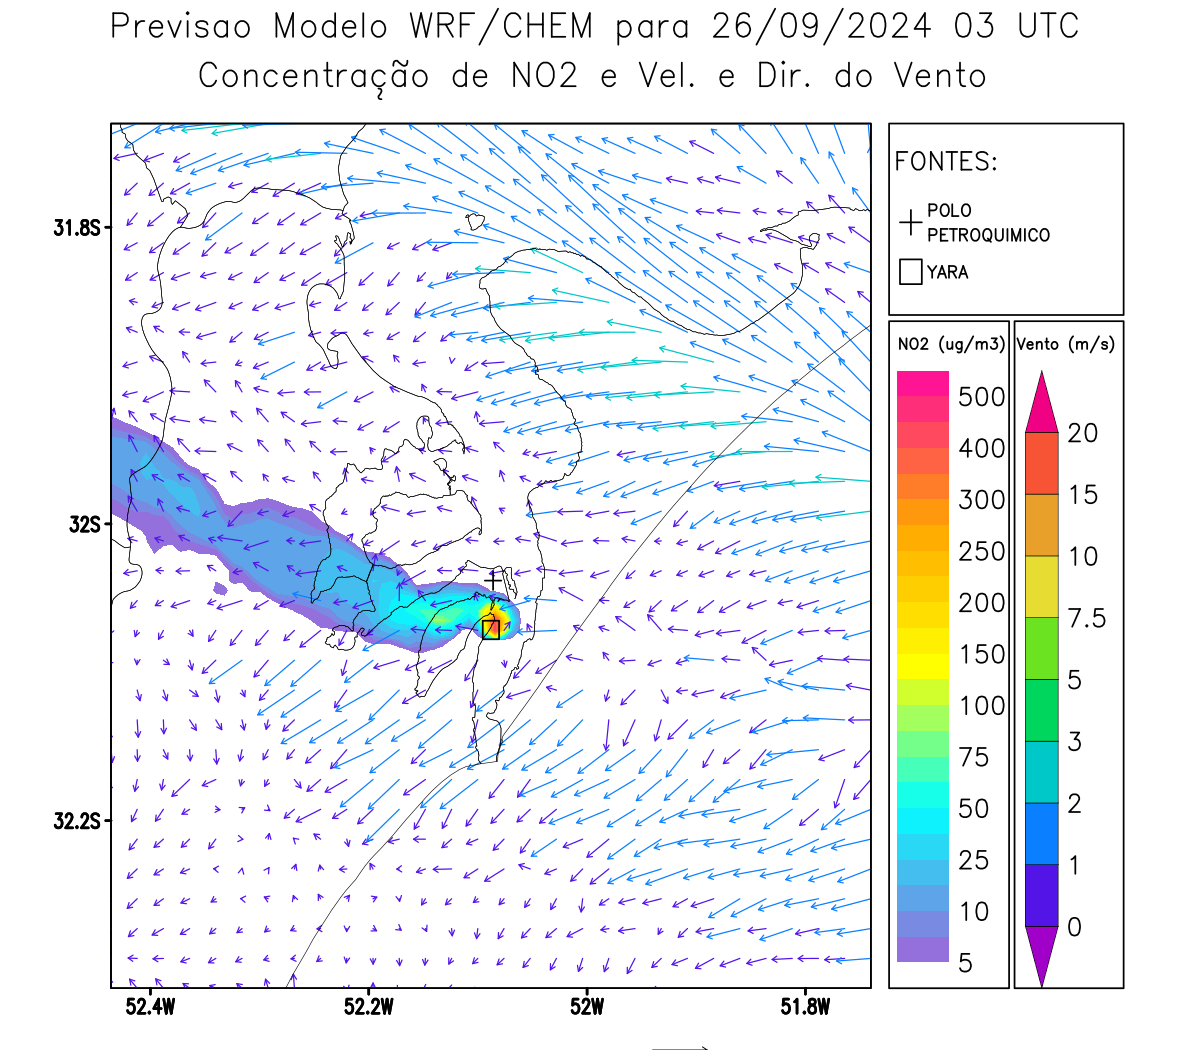 Previsao Modelo WRF/CHEM para 26/09/2024 03 UTC
Concentração de NO2 e Vel. e Dir. do Vento
FONTES:
POLO
PETROQUIMICO
YARA
NO2 (ug/m3)
500
400
300
250
200
150
100
75
50
25
10
5
Vento (m/s)
20
15
10
7.5
5
3
2
1
0
31.8S
32S
32.2S
52.4W
52.2W
52W
51.8W